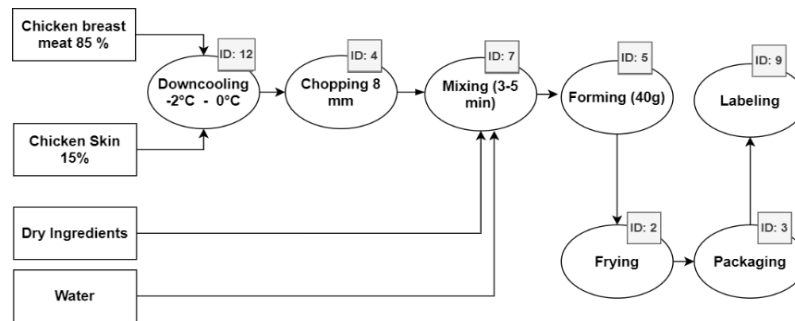 Chicken breast
meat 85 %
ID: 12
Downcooling
-2°C - 0°C
ID: 4
Chopping 8
mm
ID: 7
Mixing (3-5
min)
ID: 5
Forming (40g)
ID: 9
Labeling
Chicken Skin
15%
Dry Ingredients
Water
ID: 2
Frying
ID: 3
Packaging